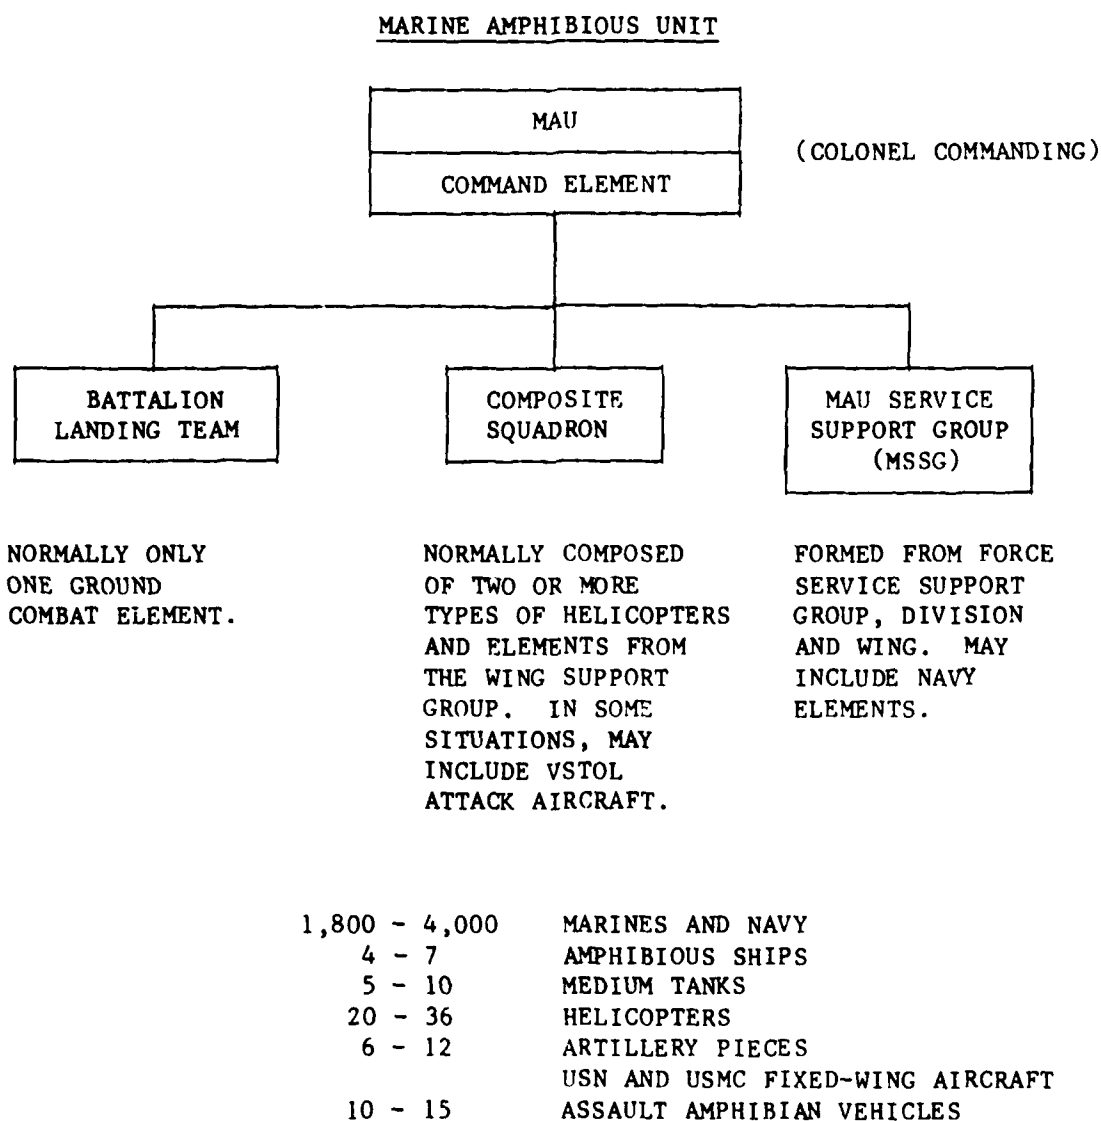 MARINE AMPHIBIOUS UNIT
MAU
(COLONEL COMMANDING)
COMMAND ELEMENT
BATTALION
LANDING TEAM
COMPOSITE
SQUADRON
MAU SERVICE
SUPPORT GROUP
(MSSG)
NORMALLY ONLY
ONE GROUND
COMBAT ELEMENT.
NORMALLY COMPOSED
OF TWO OR MORE
TYPES OF HELICOPTERS
AND ELEMENTS FROM
THE WING SUPPORT
GROUP. IN SOME
SITUATIONS, MAY
INCLUDE VSTOL
ATTACK AIRCRAFT.
FORMED FROM FORCE
SERVICE SUPPORT
GROUP, DIVISION
AND WING. MAY
INCLUDE NAVY
ELEMENTS.
1,800 - 4,000 MARINES AND NAVY
4 - 7 AMPHIBIOUS SHIPS
5 - 10 MEDIUM TANKS
20 - 36 HELICOPTERS
6 - 12 ARTILLERY PIECES
USN AND USMC FIXED-WING AIRCRAFT
10 - 15 ASSAULT AMPHIBIAN VEHICLES